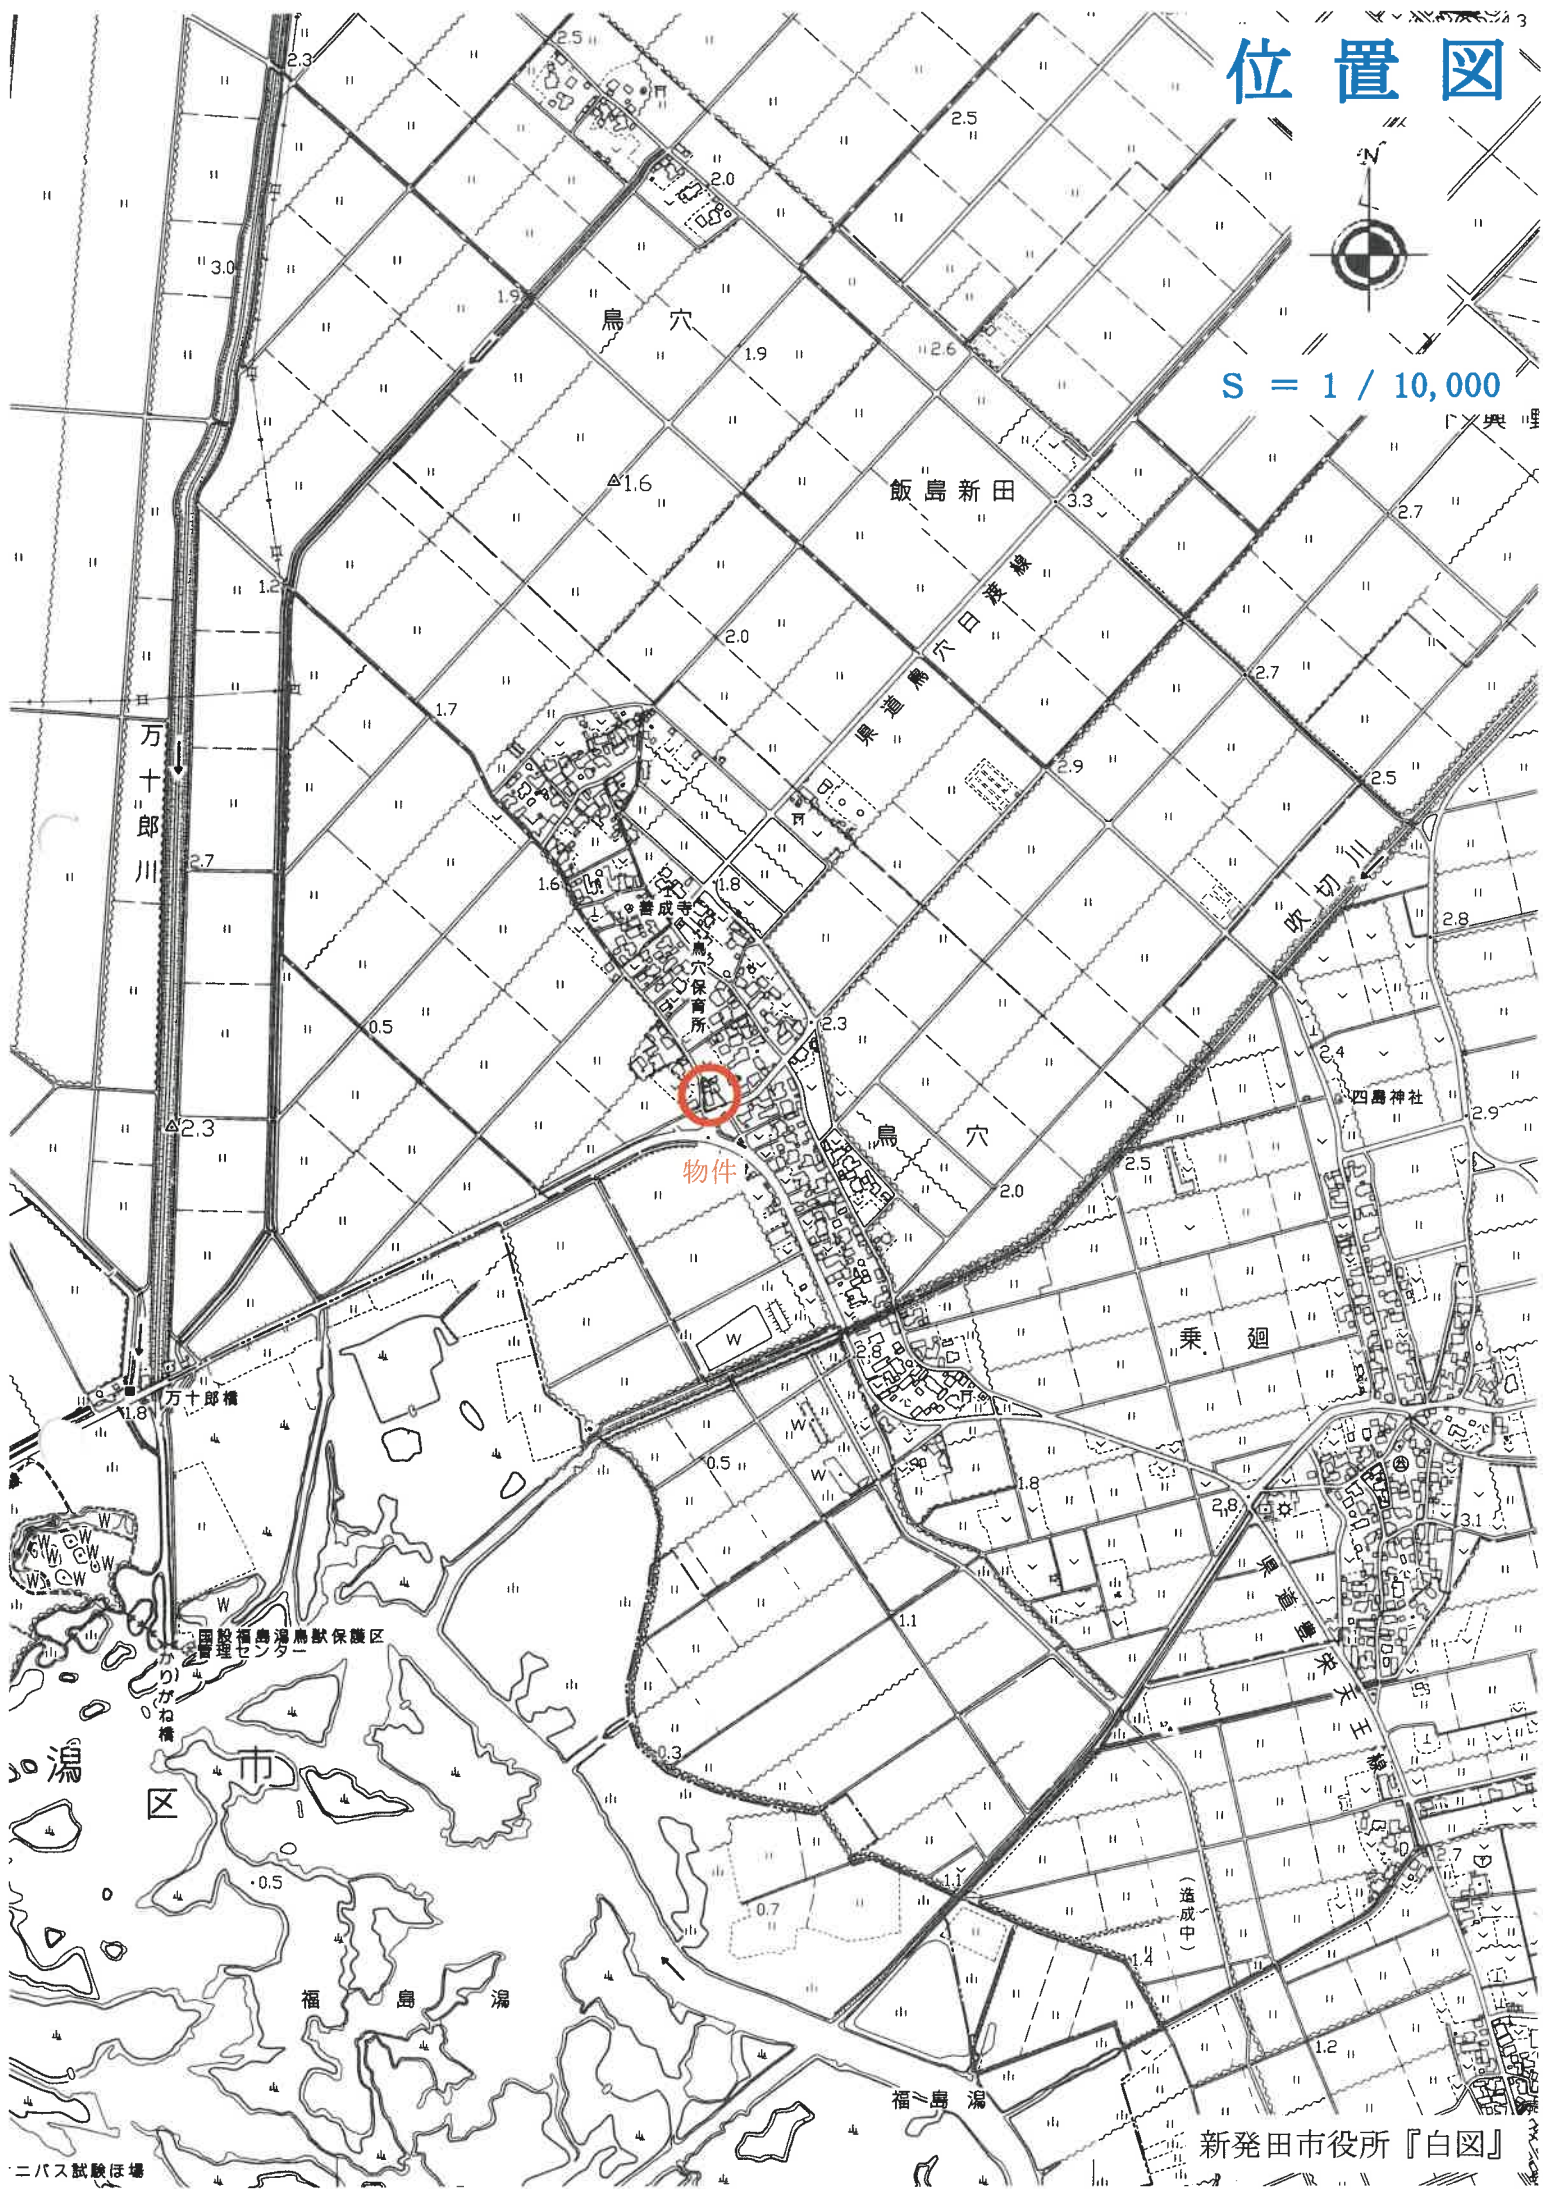 位置図
N
S = 1 / 10,000
3
2.5
2.3
2.5
2.0
3.0
1.9
鳥穴
1.9
2.6
1.6
飯島新田
3.3
2.7
1.2
県道鳥穴日渡線
2.0
2.7
1.7
万十郎川
2.9
2.5
2.7
1.6
1.8
善成寺
吹切川
2.8
鳥穴保育所
0.5
2.3
2.4
四島神社
2.9
2.3
鳥穴
物件
2.5
2.0
乗廻
W
2.8
万十郎橋
1.8
W
0.5
W
1.8
2.8
3.1
W
W
W
W
W
W
W
W
県道豊栄天王線
1.1
国設福島潟鳥獣保護区
管理センター
かりがね橋
潟
市
区
0.3
0.5
1.1
0.7
(造成中)
1.4
福島潟
1.2
福島潟
新発田市役所『白図』
ニバス試験ほ場